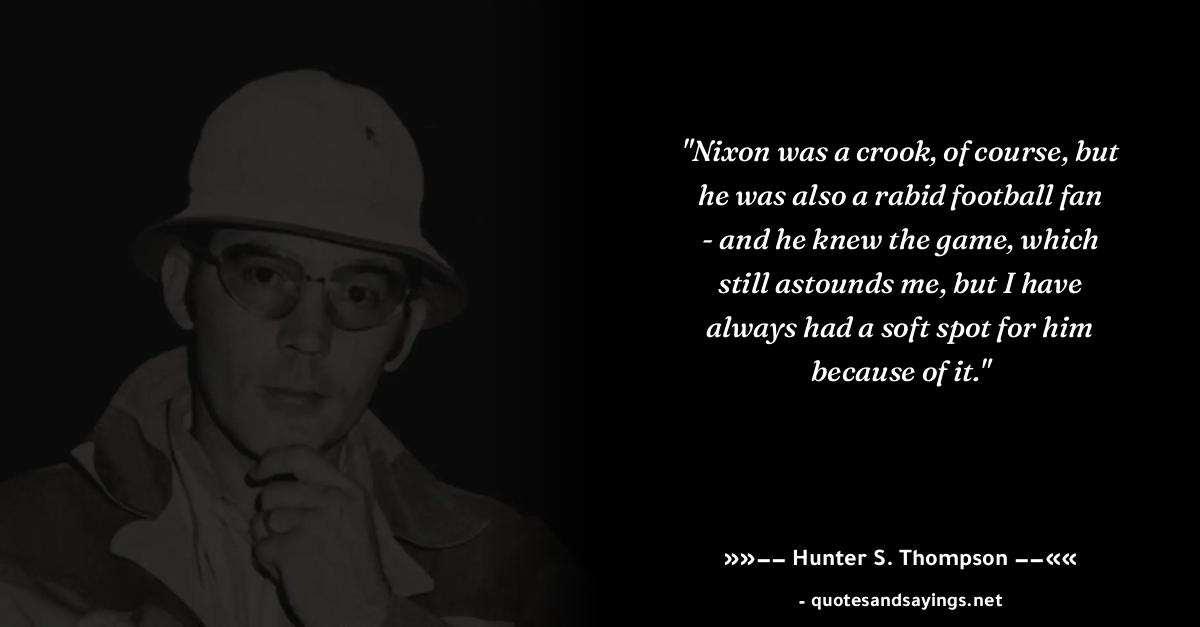 "Nixon was a crook, of course, but
he was also a rabid football fan
- and he knew the game, which
still astounds me, but I have
always had a soft spot for him
because of it."
»»−− Hunter S. Thompson −−««
- quotesandsayings.net